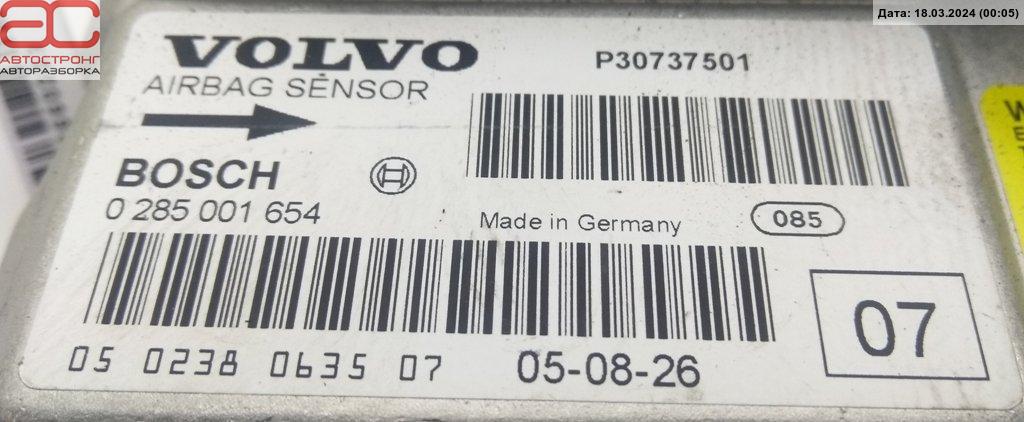 Дата: 18.03.2024 (00:05)
АС
АВТОСТРОНГ
АВТОРАЗБОРКА
VOLVO
P30737501
AIRBAG SENSOR
BOSCH
0 285 001 654
Made in Germany
085
05 0238 0635 07
05-08-26
07